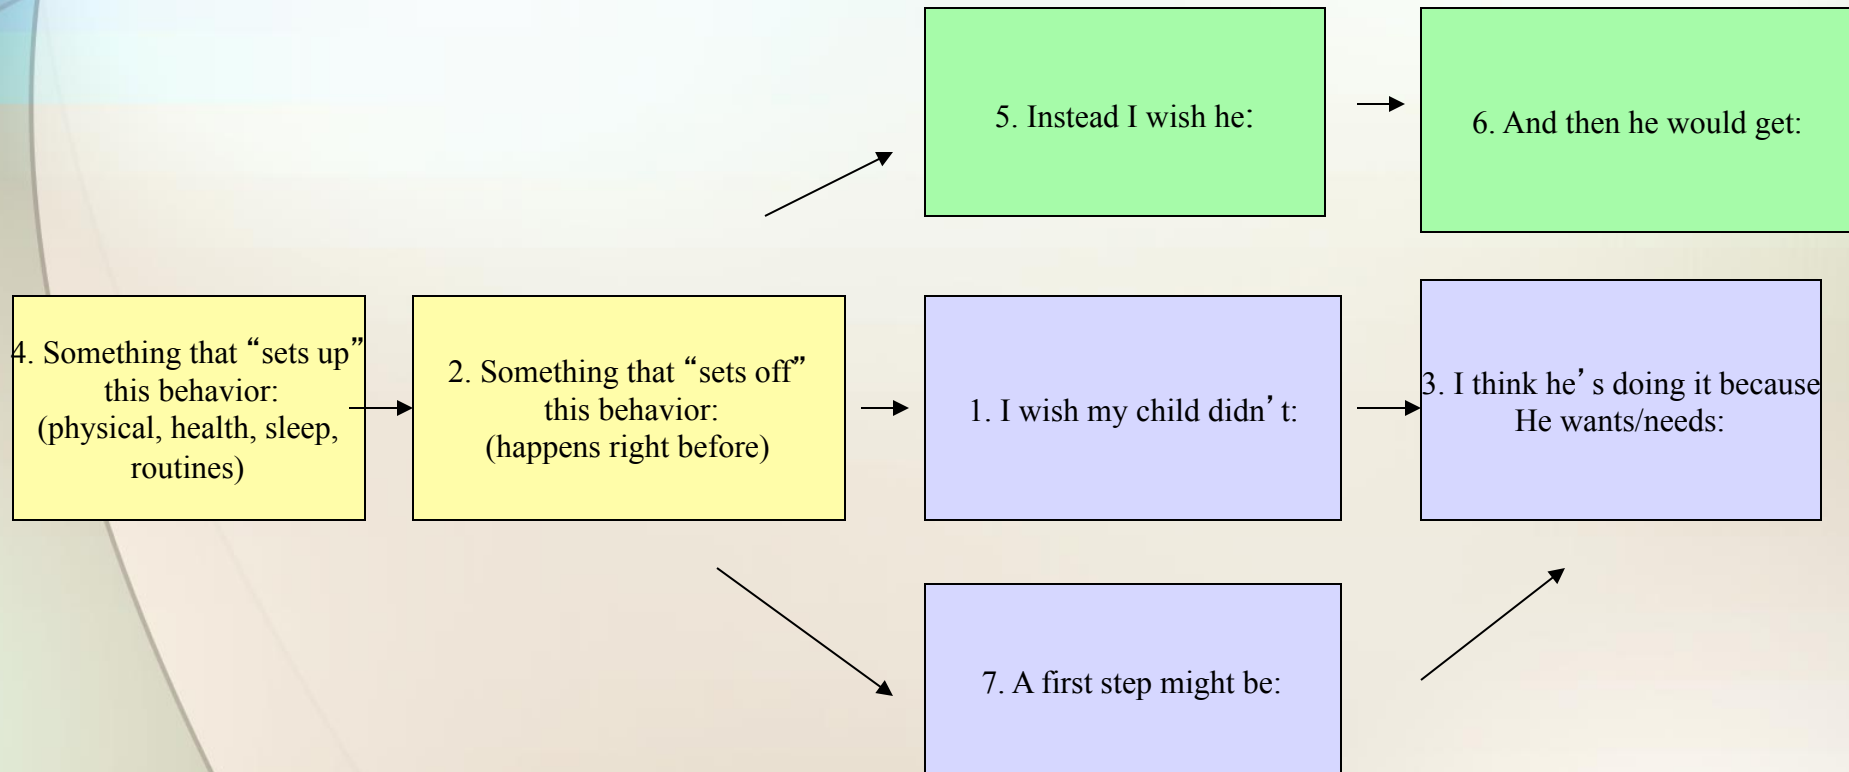 5. Instead I wish he:
6. And then he would get:
4. Something that “sets up”
this behavior:
(physical, health, sleep,
routines)
2. Something that “sets off”
this behavior:
(happens right before)
1. I wish my child didn’t:
3. I think he’s doing it because
He wants/needs:
7. A first step might be: